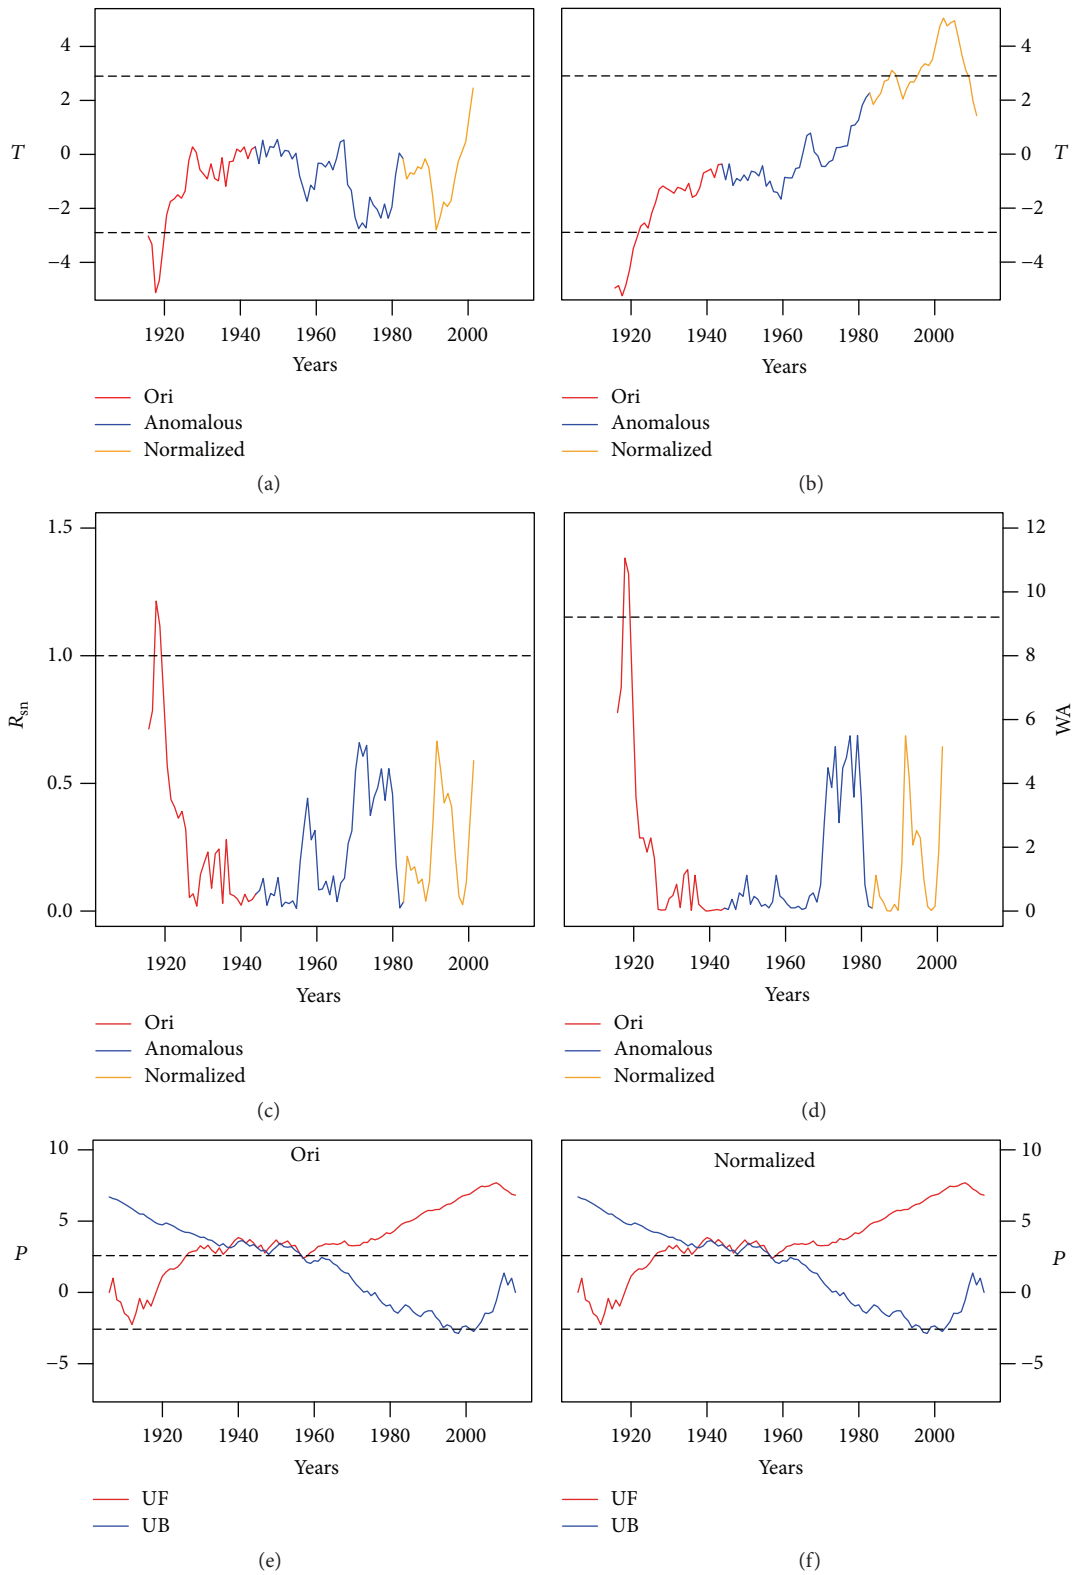 4
2
0
−2
−4
T
1920 1940 1960 1980 2000
Years
Ori
Anomalous
Normalized
(a)
4
2
0
−2
−4
T
1920 1940 1960 1980 2000
Years
Ori
Anomalous
Normalized
(b)
1.5
1.0
0.5
0.0
Rsn
1920 1940 1960 1980 2000
Years
Ori
Anomalous
Normalized
(c)
12
10
8
6
4
2
0
WA
1920 1940 1960 1980 2000
Years
Ori
Anomalous
Normalized
(d)
Ori
10
5
0
−5
P
1920 1940 1960 1980 2000
Years
UF
UB
(e)
Normalized
10
5
0
−5
P
1920 1940 1960 1980 2000
Years
UF
UB
(f)